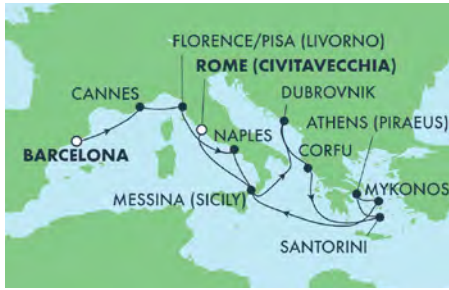 FLORENCE/PISA (LIVORNO)
ROME (CIVITAVECCHIA)
CANNES
DUBROVNIK
ATHENS (PIRAEUS)
NAPLES
BARCELONA
CORFU
MYKONOS
MESSINA (SICILY)
SANTORINI